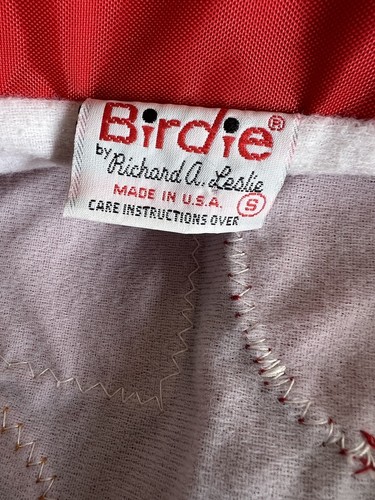 Birdie®
by Richard A. Leslie
MADE IN U.S.A.
CARE INSTRUCTIONS OVER S